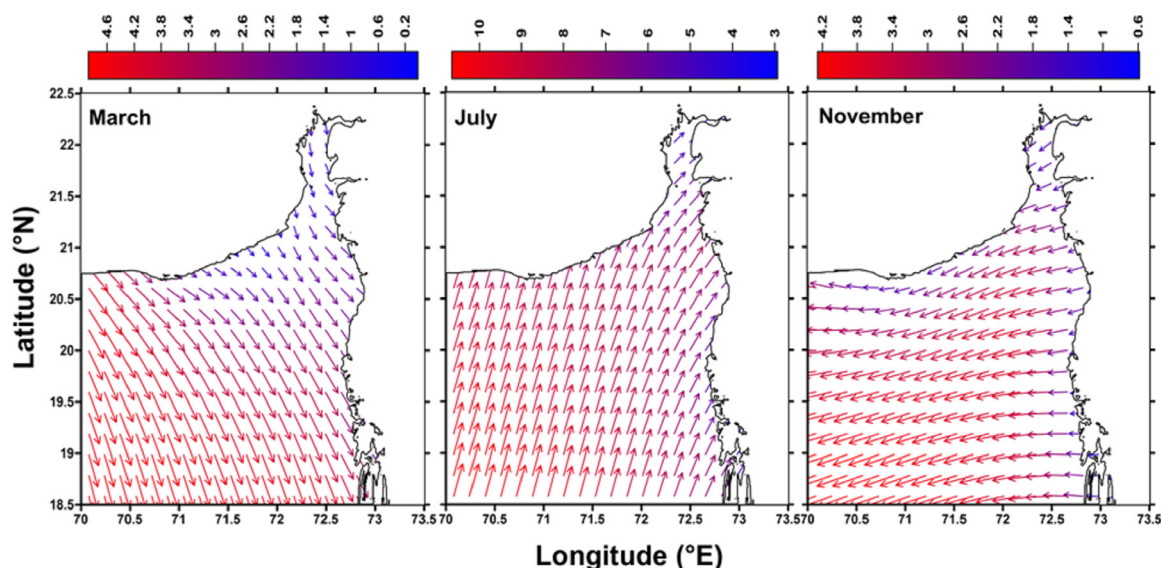 4.6 4.2 3.8 3.4 3 2.6 2.2 1.8 1.4 1 0.6 0.2
10 9 8 7 6 5 4 3
4.2 3.8 3.4 3 2.6 2.2 1.8 1.4 1 0.6
March
July
November
Latitude (°N)
22.5
22
21.5
21
20.5
20
19.5
19
18.5
70 70.5 71 71.5 72 72.5 73 73.5
70 70.5 71 71.5 72 72.5 73 73.5
70 70.5 71 71.5 72 72.5 73 73.5
Longitude (°E)